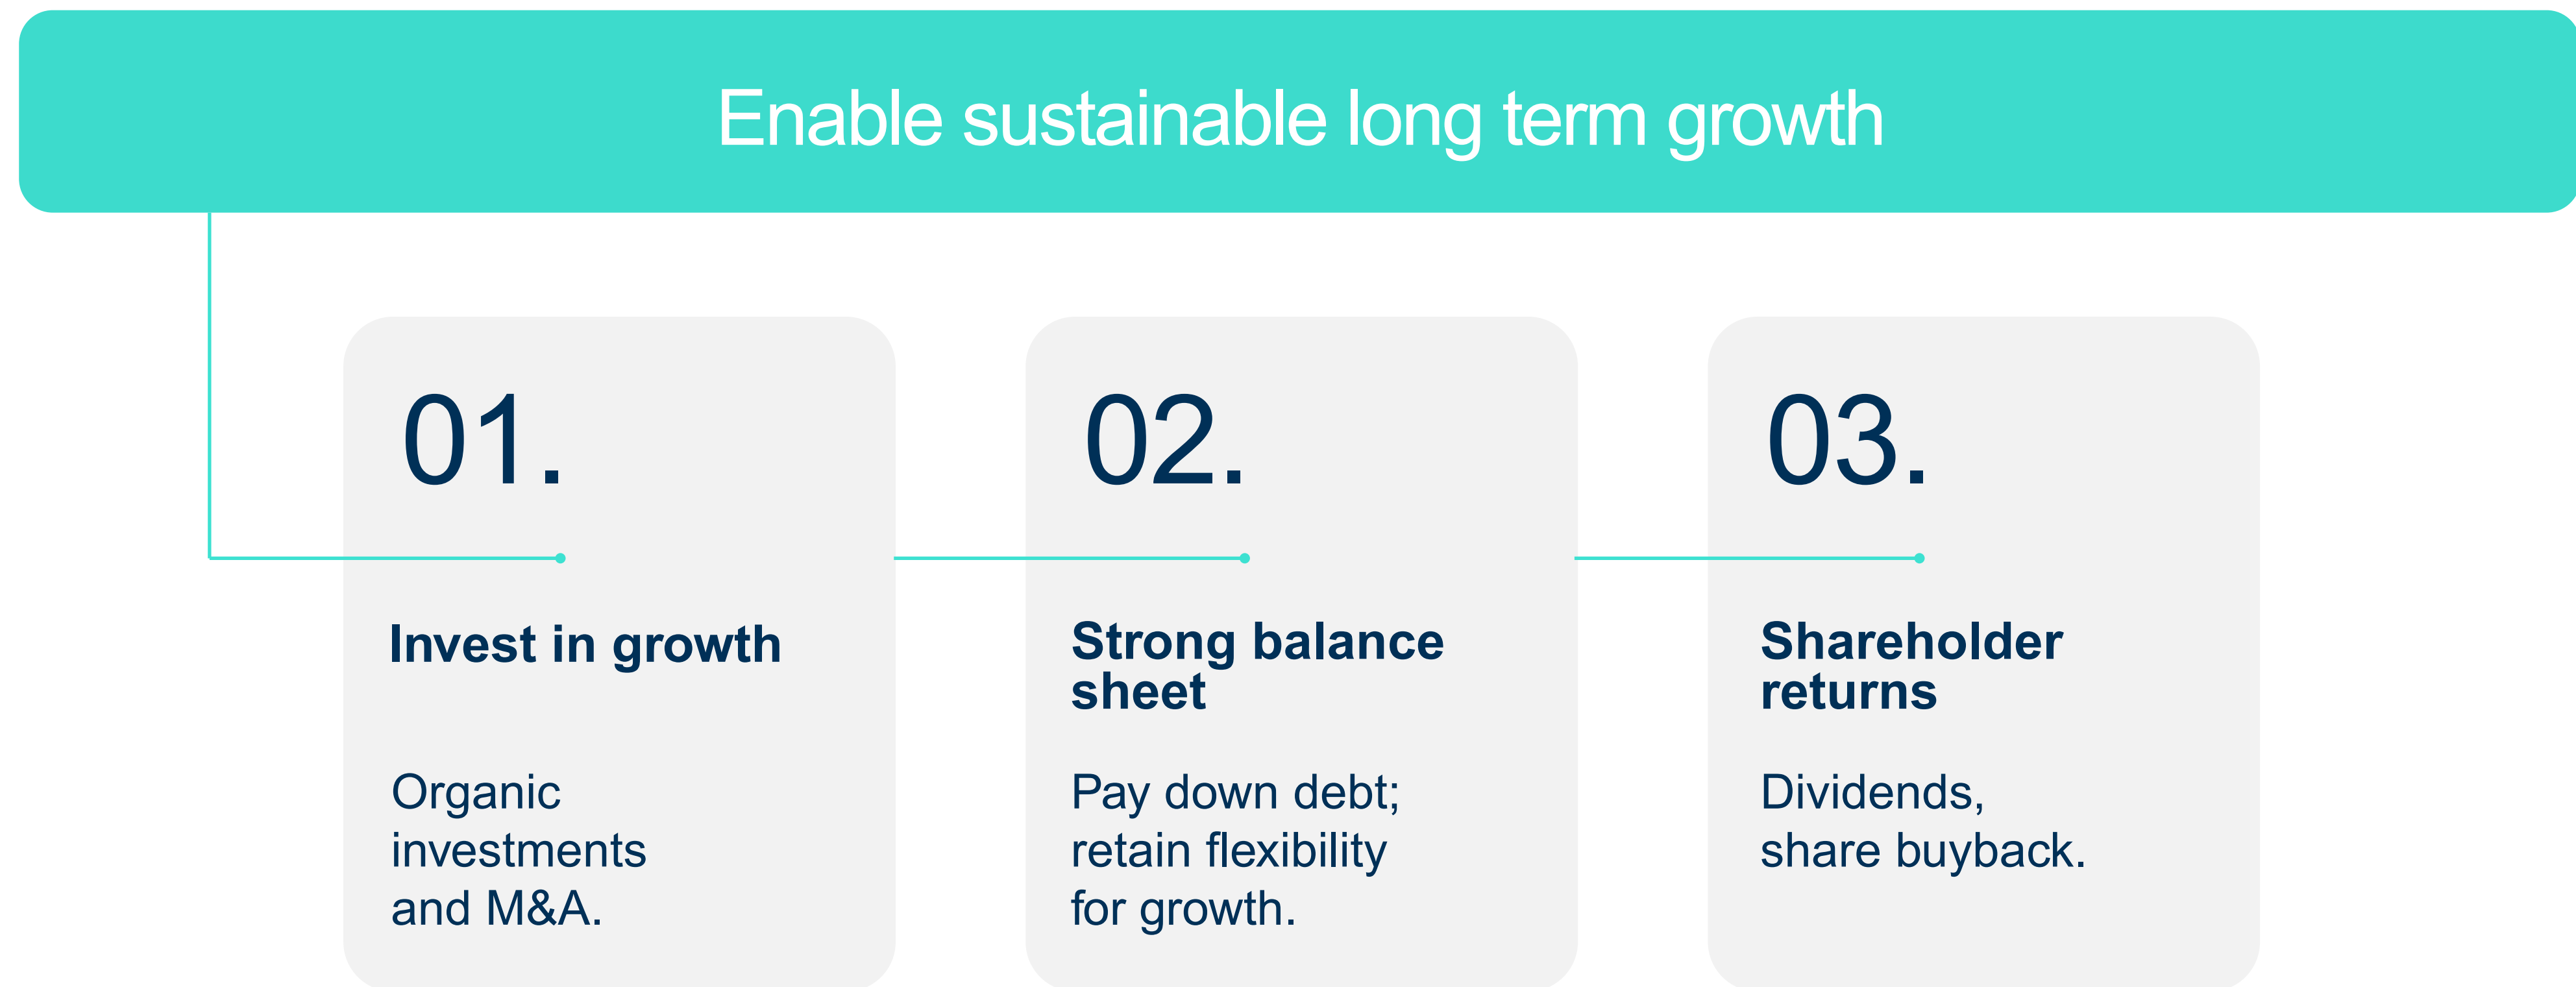 Enable sustainable long term growth
01.
Invest in growth
Organic
investments
and M&A.
02.
Strong balance
sheet
Pay down debt;
retain flexibility
for growth.
03.
Shareholder
returns
Dividends,
share buyback.